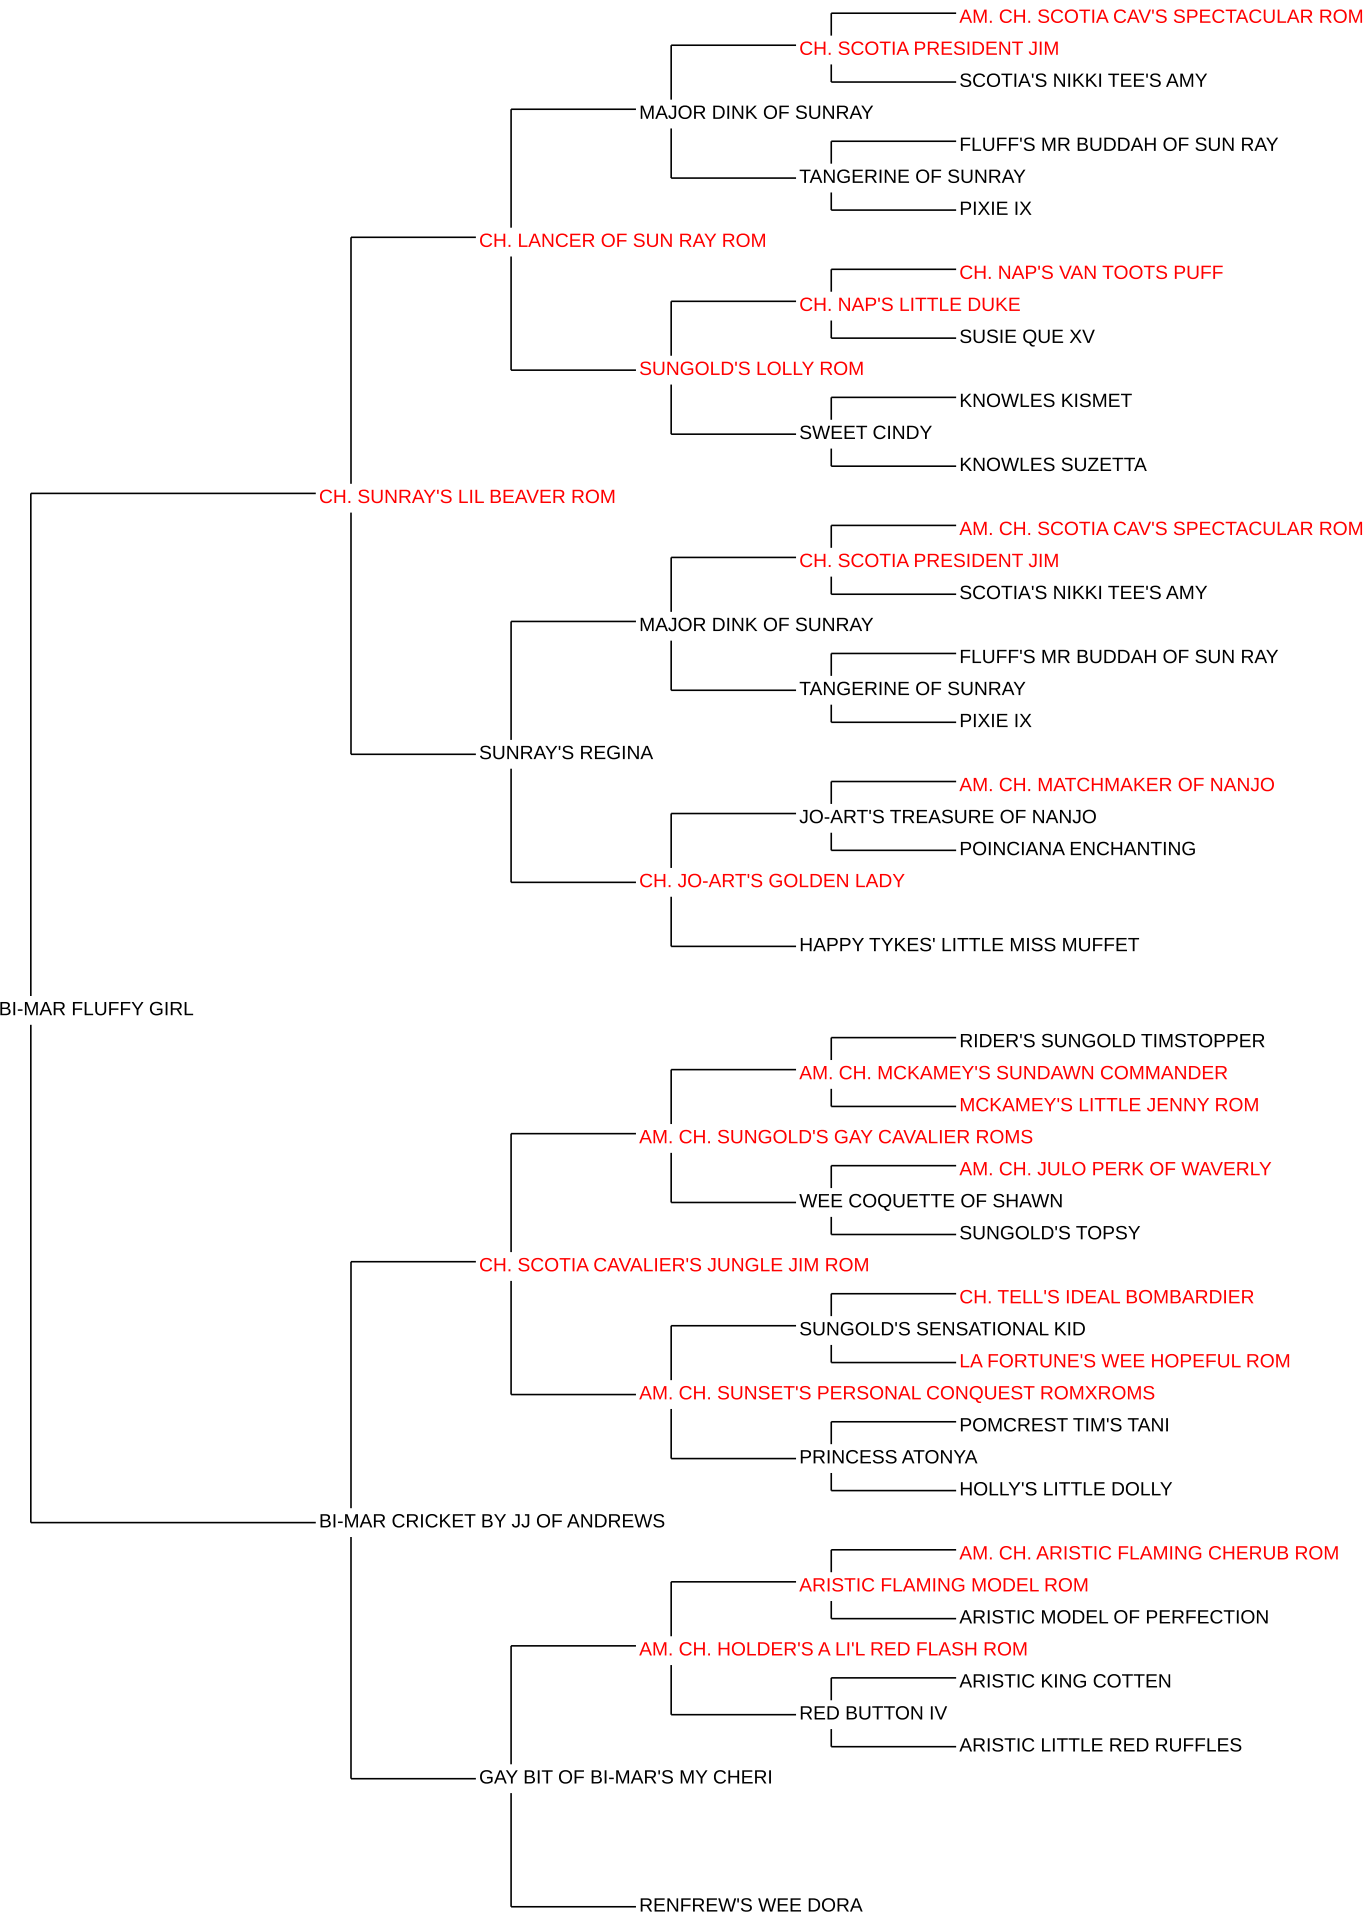 AM. CH. SCOTIA CAV'S SPECTACULAR ROM
CH. SCOTIA PRESIDENT JIM
SCOTIA'S NIKKI TEE'S AMY
MAJOR DINK OF SUNRAY
FLUFF'S MR BUDDAH OF SUN RAY
TANGERINE OF SUNRAY
PIXIE IX
CH. LANCER OF SUN RAY ROM
CH. NAP'S VAN TOOTS PUFF
CH. NAP'S LITTLE DUKE
SUSIE QUE XV
SUNGOLD'S LOLLY ROM
KNOWLES KISMET
SWEET CINDY
KNOWLES SUZETTA
CH. SUNRAY'S LIL BEAVER ROM
AM. CH. SCOTIA CAV'S SPECTACULAR ROM
CH. SCOTIA PRESIDENT JIM
SCOTIA'S NIKKI TEE'S AMY
MAJOR DINK OF SUNRAY
FLUFF'S MR BUDDAH OF SUN RAY
TANGERINE OF SUNRAY
PIXIE IX
SUNRAY'S REGINA
AM. CH. MATCHMAKER OF NANJO
JO-ART'S TREASURE OF NANJO
POINCIANA ENCHANTING
CH. JO-ART'S GOLDEN LADY
HAPPY TYKES' LITTLE MISS MUFFET
BI-MAR FLUFFY GIRL
RIDER'S SUNGOLD TIMSTOPPER
AM. CH. MCKAMEY'S SUNDAWN COMMANDER
MCKAMEY'S LITTLE JENNY ROM
AM. CH. SUNGOLD'S GAY CAVALIER ROMS
AM. CH. JULO PERK OF WAVERLY
WEE COQUETTE OF SHAWN
SUNGOLD'S TOPSY
CH. SCOTIA CAVALIER'S JUNGLE JIM ROM
CH. TELL'S IDEAL BOMBARDIER
SUNGOLD'S SENSATIONAL KID
LA FORTUNE'S WEE HOPEFUL ROM
AM. CH. SUNSET'S PERSONAL CONQUEST ROMXROMS
POMCREST TIM'S TANI
PRINCESS ATONYA
HOLLY'S LITTLE DOLLY
BI-MAR CRICKET BY JJ OF ANDREWS
AM. CH. ARISTIC FLAMING CHERUB ROM
ARISTIC FLAMING MODEL ROM
ARISTIC MODEL OF PERFECTION
AM. CH. HOLDER'S A LI'L RED FLASH ROM
ARISTIC KING COTTEN
RED BUTTON IV
ARISTIC LITTLE RED RUFFLES
GAY BIT OF BI-MAR'S MY CHERI
RENFREW'S WEE DORA